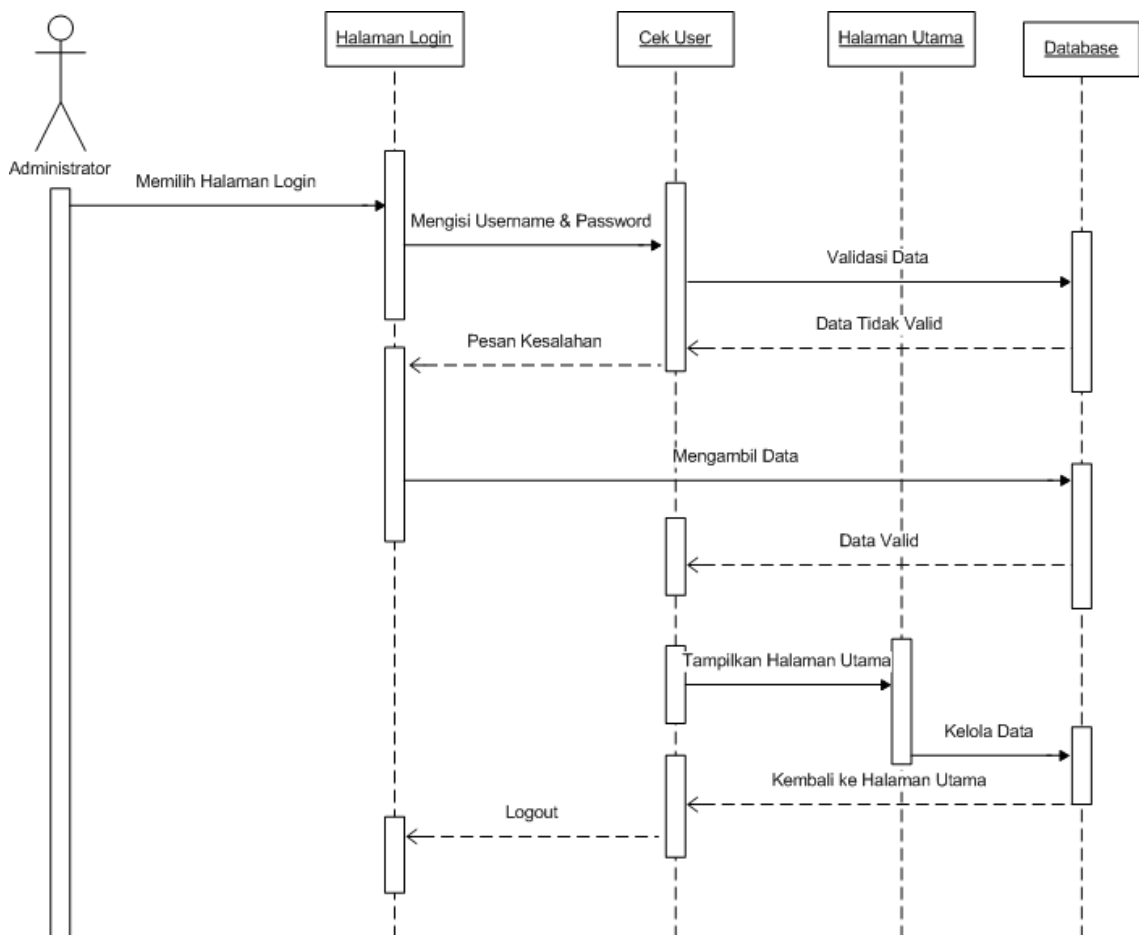 Halaman Login
Cek User
Halaman Utama
Database
Administrator
Memilih Halaman Login
Mengisi Username & Password
Validasi Data
Data Tidak Valid
Pesan Kesalahan
Mengambil Data
Data Valid
Tampilkan Halaman Utama
Kelola Data
Kembali ke Halaman Utama
Logout